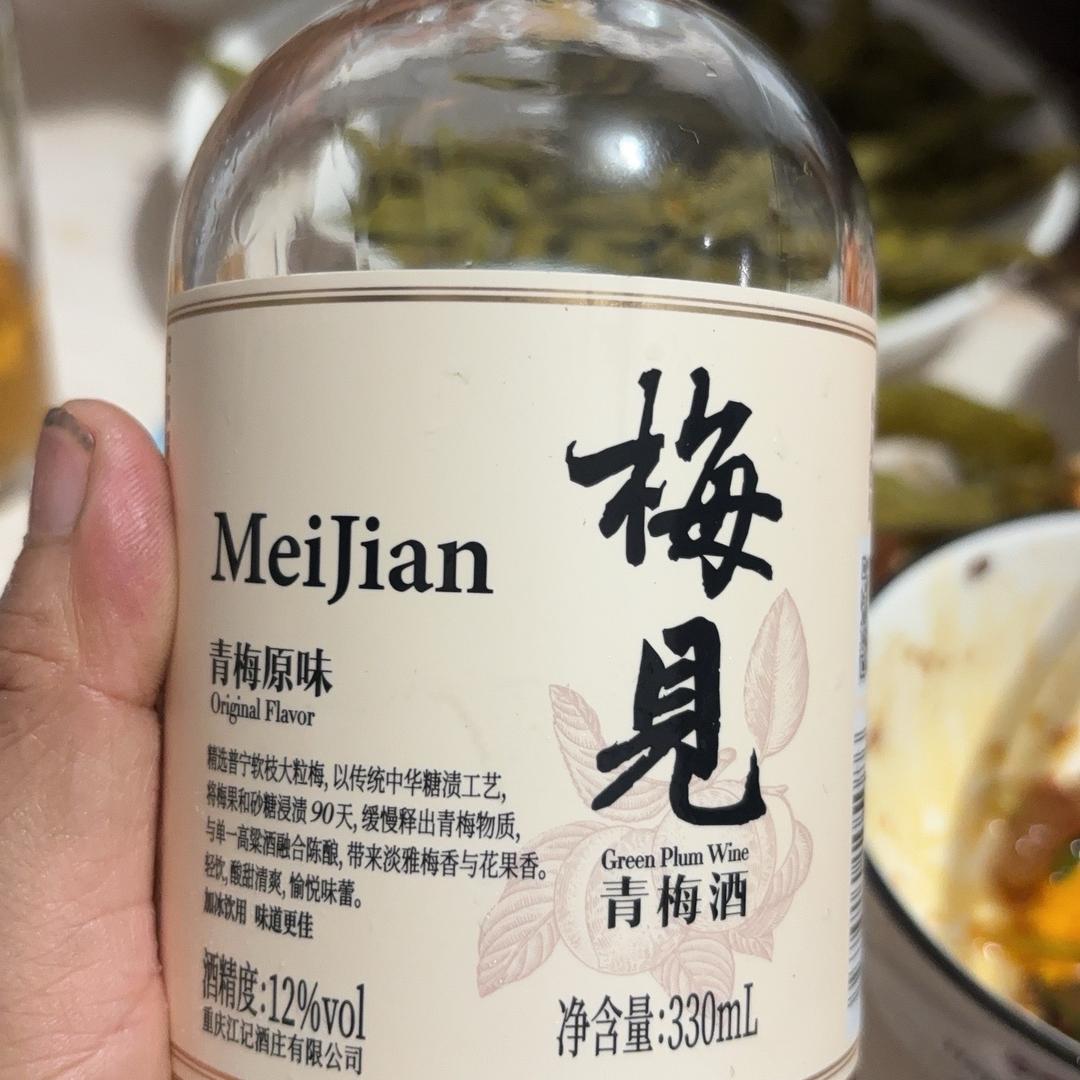 梅見
MeiJian
青梅原味
Original Flavor
精选普宁软枝大粒梅, 以传统中华糖渍工艺,
将梅果和砂糖浸渍90天, 缓慢释出青梅物质,
与单一高粱酒融合陈酿, 带来淡雅梅香与花果香。
轻饮, 酸甜清爽, 愉悦味蕾。
加冰饮用 味道更佳
Green Plum Wine
青梅酒
酒精度:12%vol
重庆江记酒庄有限公司
净含量:330mL